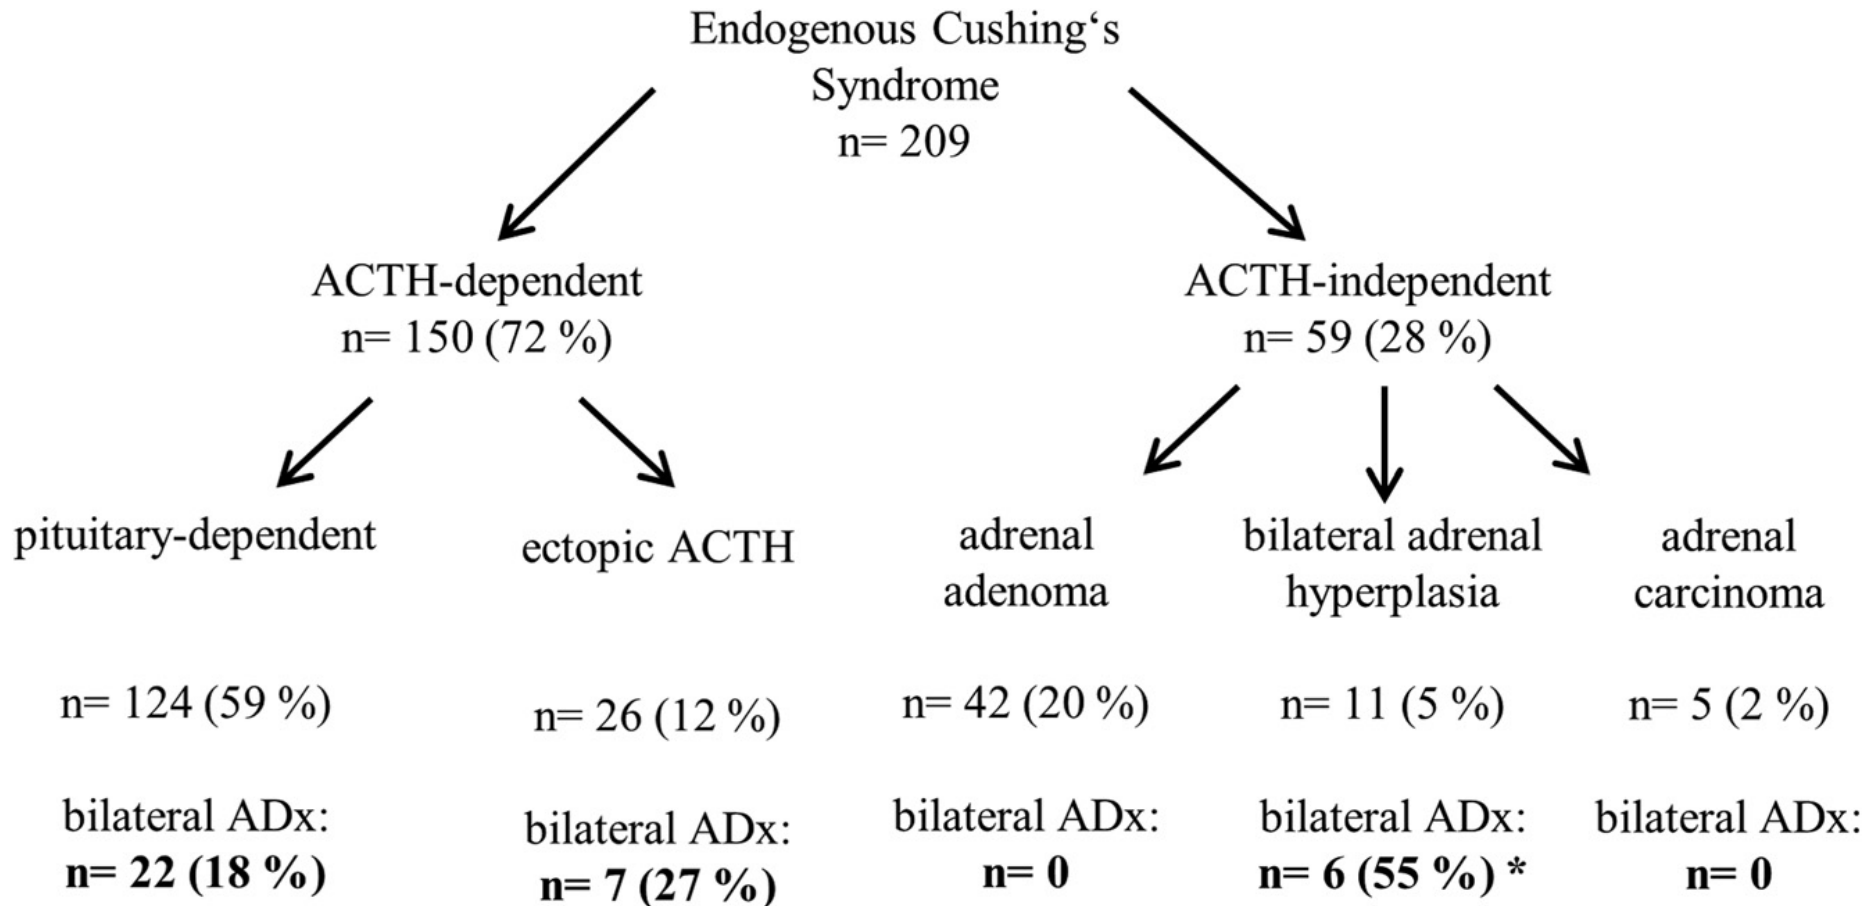 Endogenous Cushing‘s
Syndrome
n= 209
ACTH-dependent
n= 150 (72 %)
ACTH-independent
n= 59 (28 %)
pituitary-dependent
ectopic ACTH
adrenal
adenoma
bilateral adrenal
hyperplasia
adrenal
carcinoma
n= 124 (59 %)
n= 26 (12 %)
n= 42 (20 %)
n= 11 (5 %)
n= 5 (2 %)
bilateral ADx:
n= 22 (18 %)
bilateral ADx:
n= 7 (27 %)
bilateral ADx:
n= 0
bilateral ADx:
n= 6 (55 %) *
bilateral ADx:
n= 0